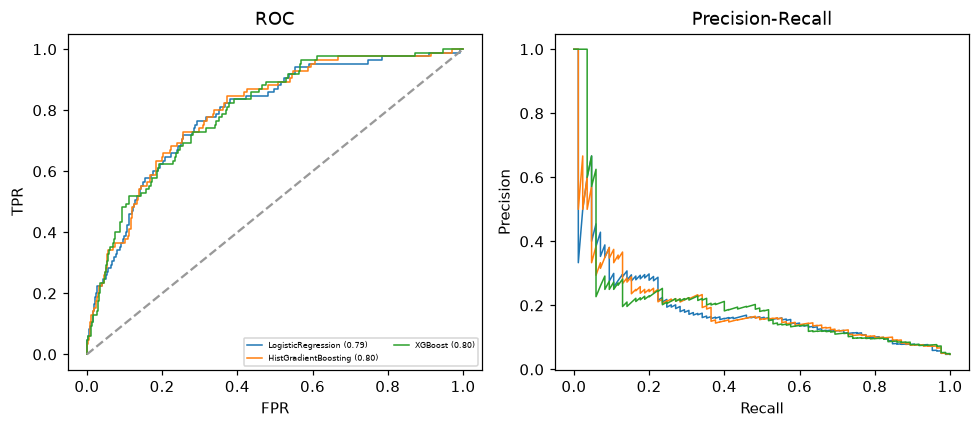 ROC
1.0
0.8
0.6
0.4
0.2
0.0
TPR
0.0 0.2 0.4 0.6 0.8 1.0
FPR
LogisticRegression (0.79)
HistGradientBoosting (0.80)
XGBoost (0.80)
Precision-Recall
1.0
0.8
0.6
0.4
0.2
0.0
Precision
0.0 0.2 0.4 0.6 0.8 1.0
Recall